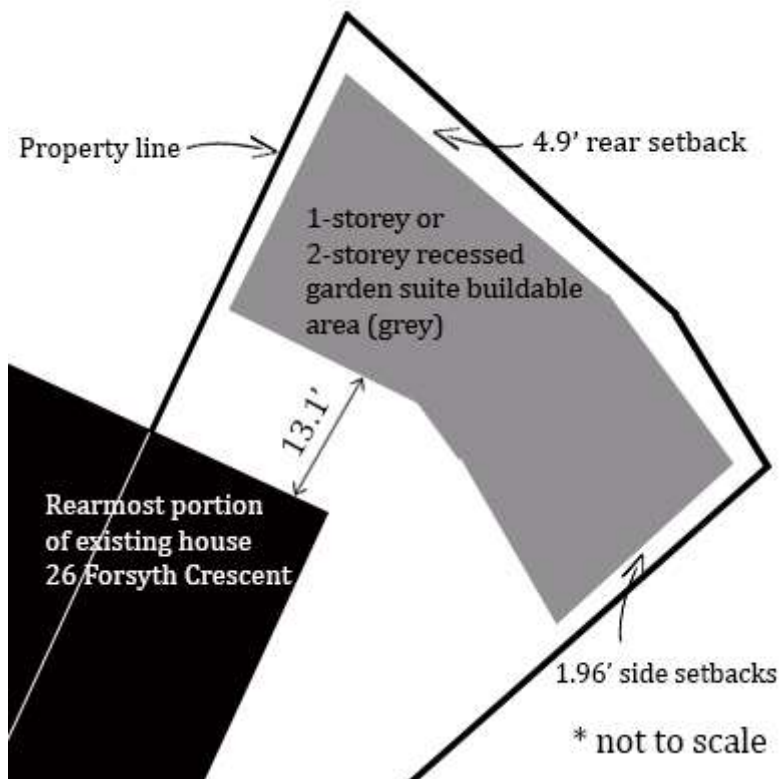 Property line
4.9’ rear setback
1-storey or
2-storey recessed
garden suite buildable
area (grey)
13.1’
Rearmost portion
of existing house
26 Forsyth Crescent
1.96’ side setbacks
* not to scale